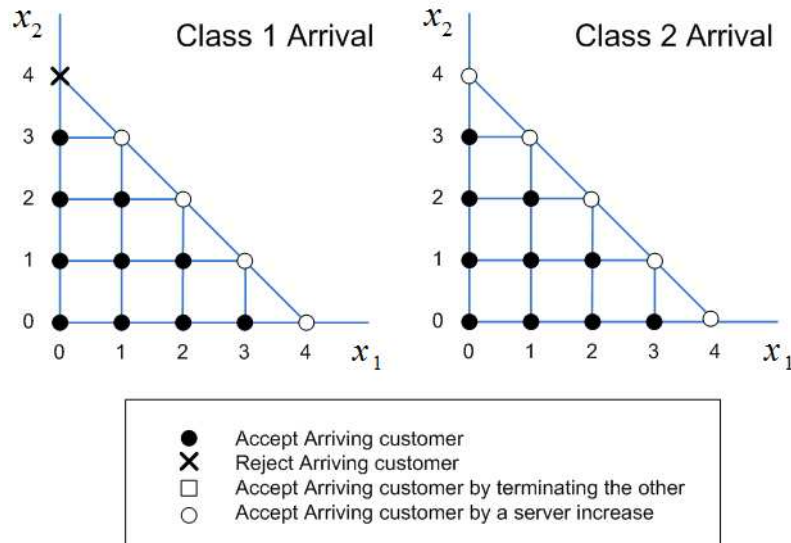 x₂
Class 1 Arrival
4
3
2
1
0
0 1 2 3 4 x₁
x₂
Class 2 Arrival
4
3
2
1
0
0 1 2 3 4 x₁
Accept Arriving customer
Reject Arriving customer
Accept Arriving customer by terminating the other
Accept Arriving customer by a server increase